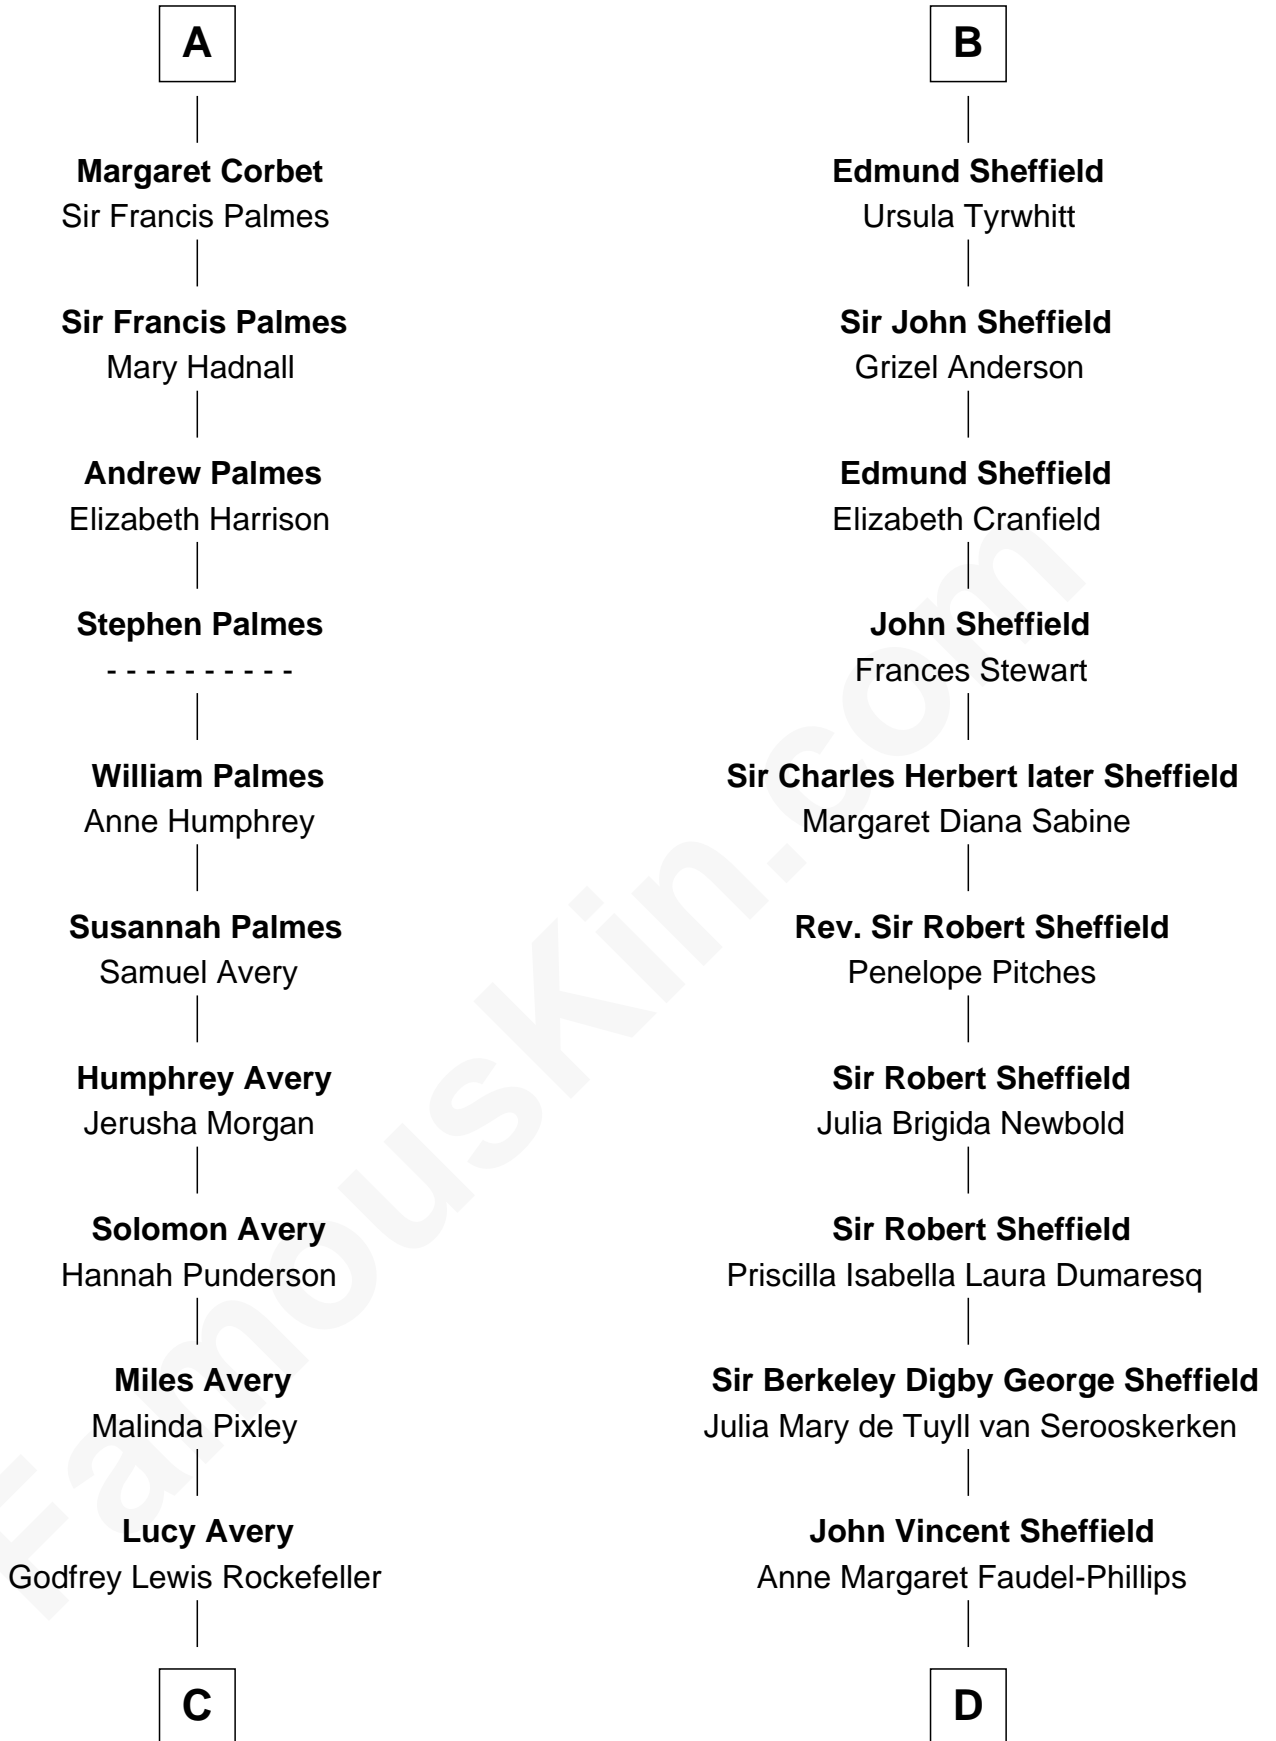 A
Margaret Corbet
Sir Francis Palmes
Sir Francis Palmes
Mary Hadnall
Andrew Palmes
Elizabeth Harrison
Stephen Palmes
- - - - - - - - - -
William Palmes
Anne Humphrey
Susannah Palmes
Samuel Avery
Humphrey Avery
Jerusha Morgan
Solomon Avery
Hannah Punderson
Miles Avery
Malinda Pixley
Lucy Avery
Godfrey Lewis Rockefeller
C
B
Edmund Sheffield
Ursula Tyrwhitt
Sir John Sheffield
Grizel Anderson
Edmund Sheffield
Elizabeth Cranfield
John Sheffield
Frances Stewart
Sir Charles Herbert later Sheffield
Margaret Diana Sabine
Rev. Sir Robert Sheffield
Penelope Pitches
Sir Robert Sheffield
Julia Brigida Newbold
Sir Robert Sheffield
Priscilla Isabella Laura Dumaresq
Sir Berkeley Digby George Sheffield
Julia Mary de Tuyll van Serooskerken
John Vincent Sheffield
Anne Margaret Faudel-Phillips
D
FamousKin.com